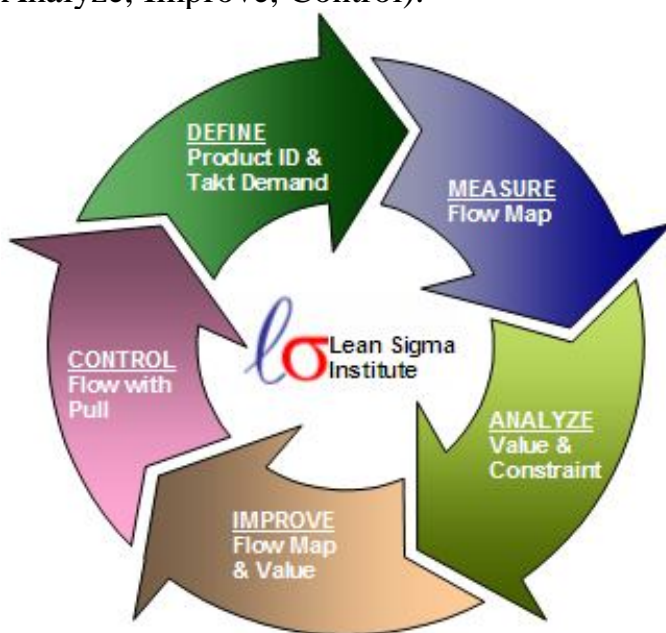 Analyze, Improve, Control).
DEFINE
Product ID &
Takt Demand
MEASURE
Flow Map
ANALYZE
Value &
Constraint
IMPROVE
Flow Map
& Value
CONTROL
Flow with
Pull
ℓσ Lean Sigma
Institute